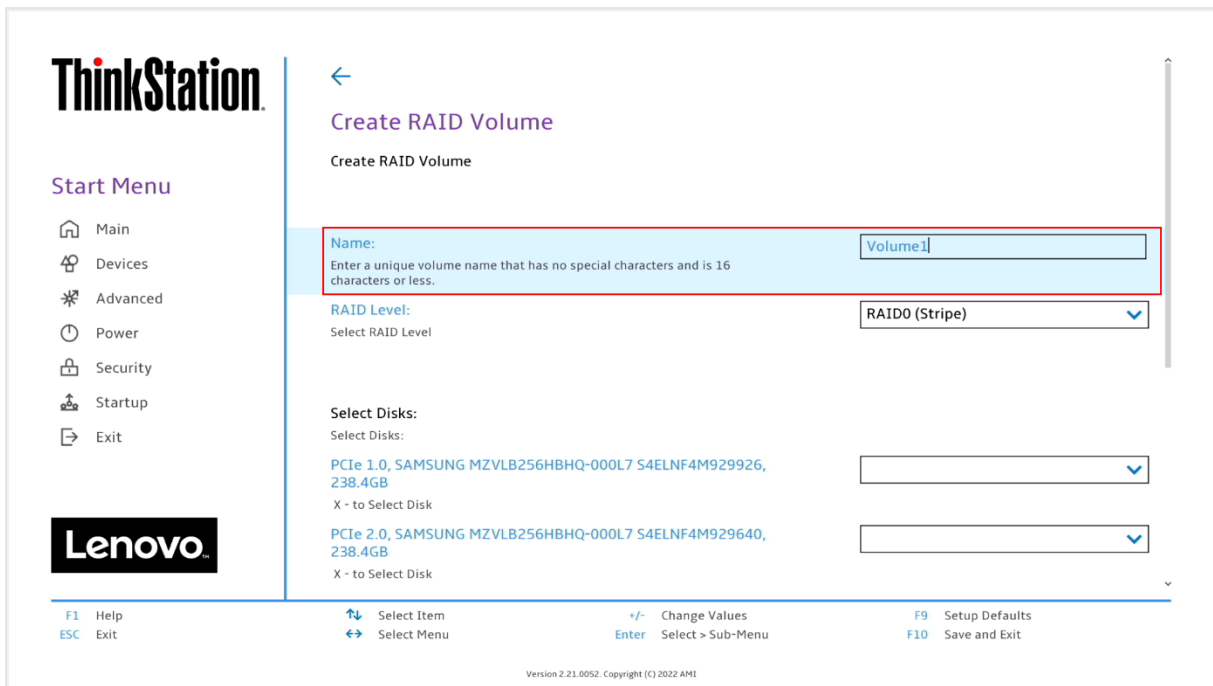 ThinkStation.
Start Menu
Main
Devices
Advanced
Power
Security
Startup
Exit
Lenovo™
Create RAID Volume
Create RAID Volume
Name:
Volume1
Enter a unique volume name that has no special characters and is 16
characters or less.
RAID Level:
RAID0 (Stripe)
Select RAID Level
Select Disks:
Select Disks:
PCIe 1.0, SAMSUNG MZVLB256HBHQ-000L7 S4ELNF4M929926,
238.4GB
X - to Select Disk
PCIe 2.0, SAMSUNG MZVLB256HBHQ-000L7 S4ELNF4M929640,
238.4GB
X - to Select Disk
F1 Help
ESC Exit
Select Item
Select Menu
+/- Change Values
Enter Select > Sub-Menu
F9 Setup Defaults
F10 Save and Exit
Version 2.21.0052. Copyright (C) 2022 AMI